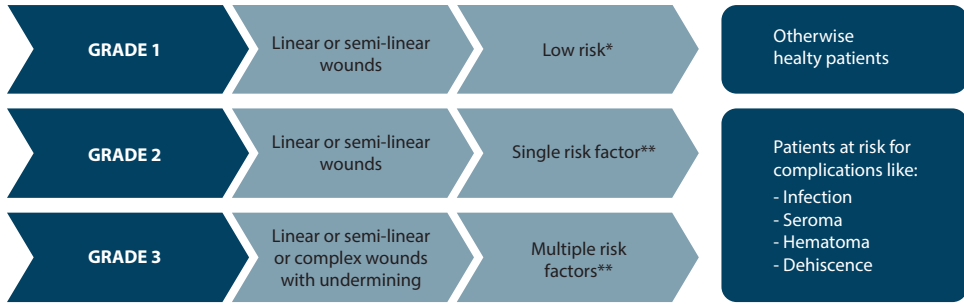 GRADE 1
Linear or semi-linear
wounds
Low risk*
Otherwise
healty patients
GRADE 2
Linear or semi-linear
wounds
Single risk factor**
Patients at risk for
complications like:
- Infection
- Seroma
- Hematoma
- Dehiscence
GRADE 3
Linear or semi-linear
or complex wounds
with undermining
Multiple risk
factors**